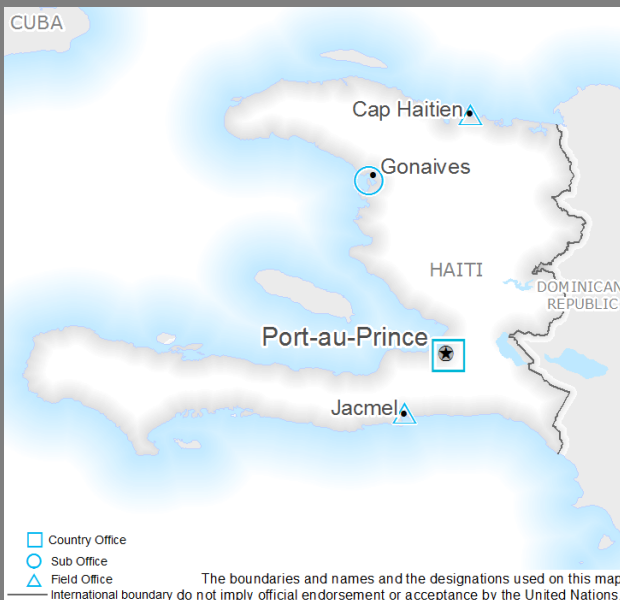 CUBA
Cap Haitien
Gonaives
HAITI
DOMINICAN
REPUBLIC
Port-au-Prince
Jacmel
Country Office
Sub Office
Field Office
International boundary
The boundaries and names and the designations used on this map
do not imply official endorsement or acceptance by the United Nations